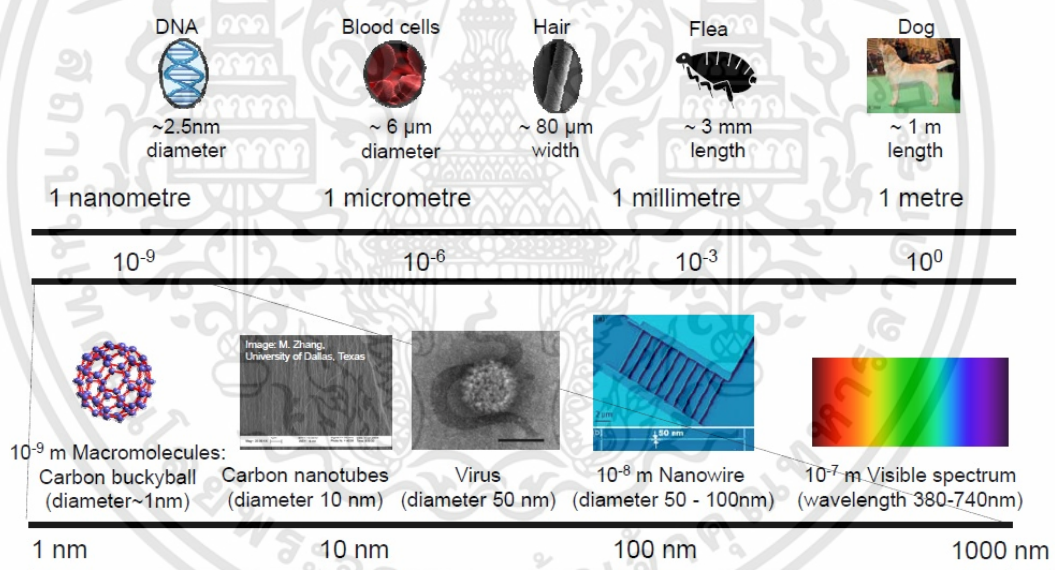 DNA
Blood cells
Hair
Flea
Dog
~2.5nm
diameter
~ 6 µm
diameter
~ 80 µm
width
~ 3 mm
length
~ 1 m
length
1 nanometre
1 micrometre
1 millimetre
1 metre
10⁻⁹
10⁻⁶
10⁻³
10⁰
Image: M. Zhang,
University of Dallas, Texas
2 µm
50 nm
10⁻⁹ m Macromolecules:
Carbon buckyball
(diameter~1nm)
Carbon nanotubes
(diameter 10 nm)
Virus
(diameter 50 nm)
10⁻⁸ m Nanowire
(diameter 50 - 100nm)
10⁻⁷ m Visible spectrum
(wavelength 380-740nm)
1 nm
10 nm
100 nm
1000 nm